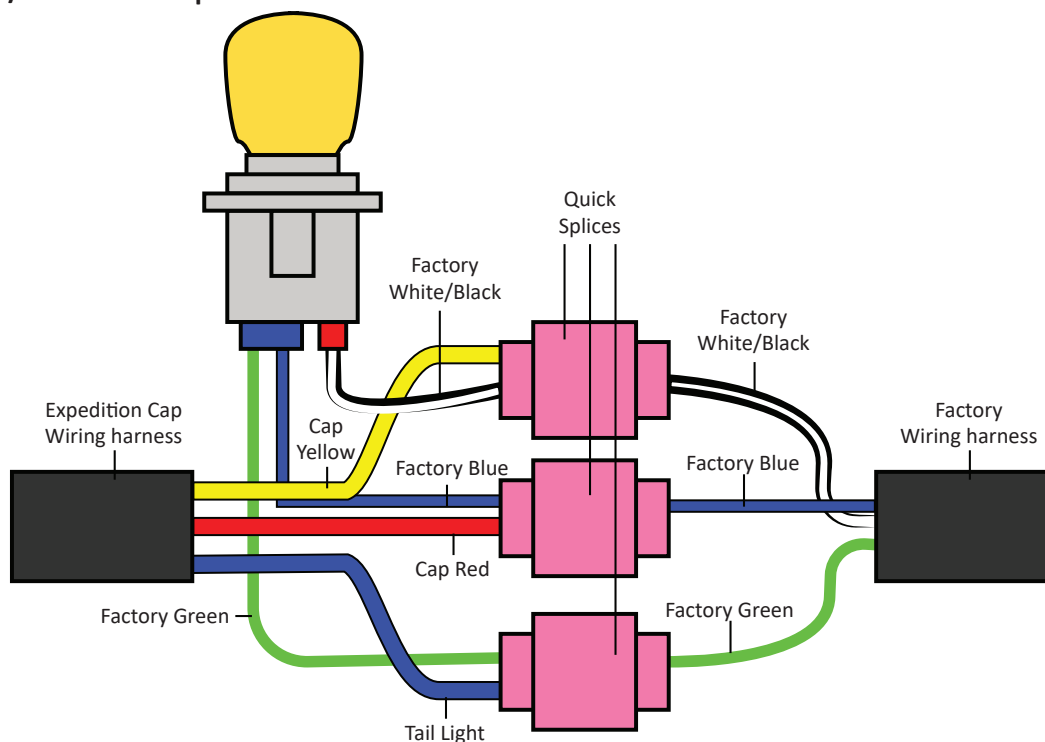 Quick
Splices
Factory
White/Black
Factory
White/Black
Expedition Cap
Wiring harness
Cap
Yellow
Factory Blue
Factory Blue
Factory
Wiring harness
Cap Red
Factory Green
Factory Green
Tail Light